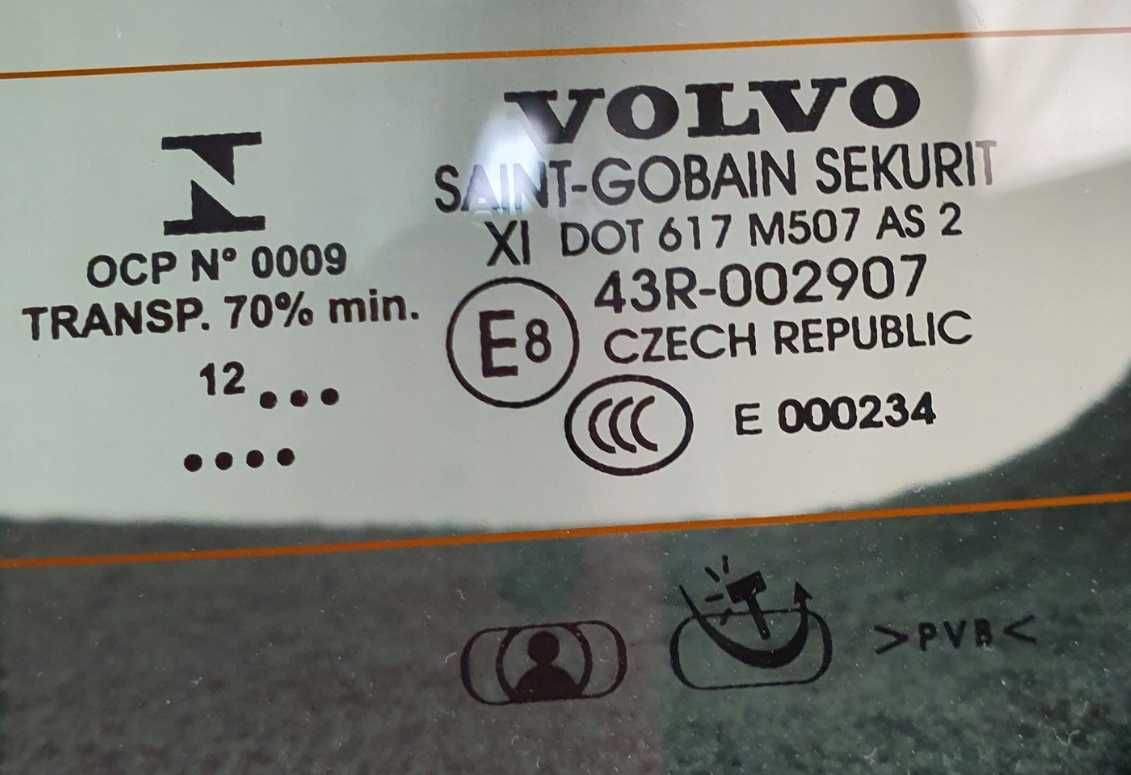 VOLVO
SAINT-GOBAIN SEKURIT
XI DOT 617 M507 AS 2
43R-002907
E8
CZECH REPUBLIC
CCC E 000234
N
OCP N° 0009
TRANSP. 70% min.
12 ...
....
>PVB<